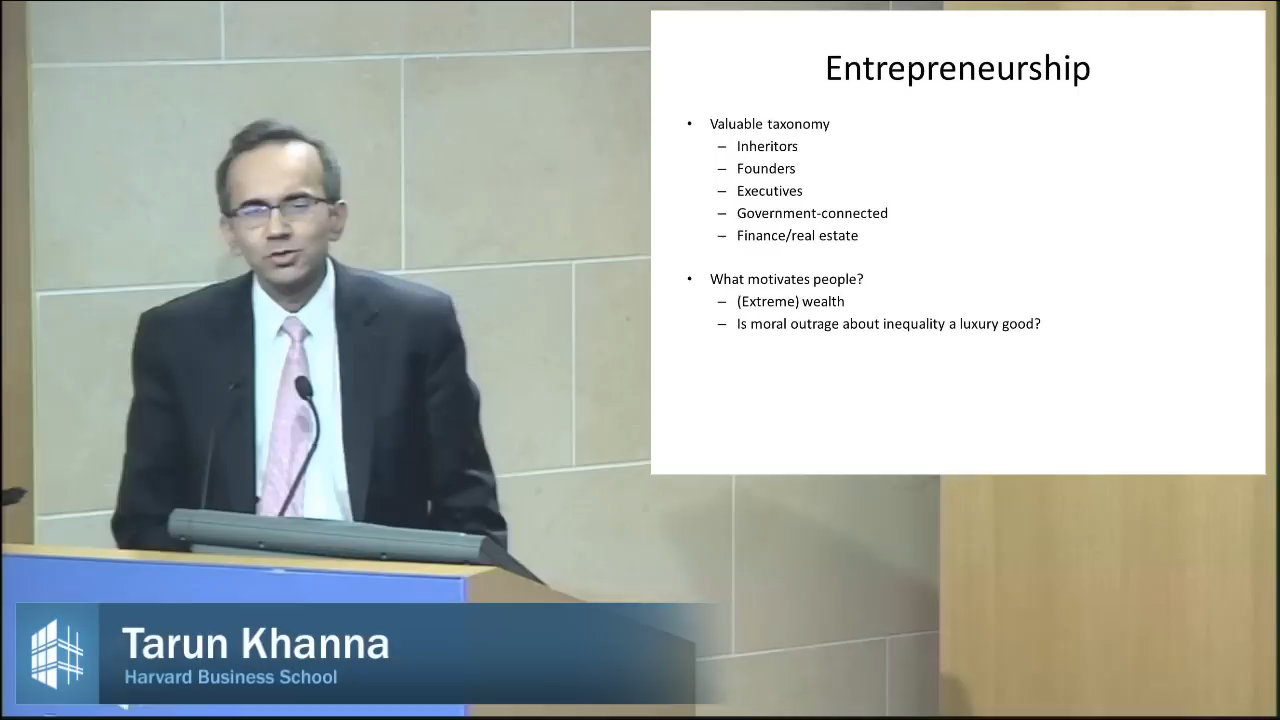 Entrepreneurship
• Valuable taxonomy
– Inheritors
– Founders
– Executives
– Government-connected
– Finance/real estate
• What motivates people?
– (Extreme) wealth
– Is moral outrage about inequality a luxury good?
Tarun Khanna
Harvard Business School